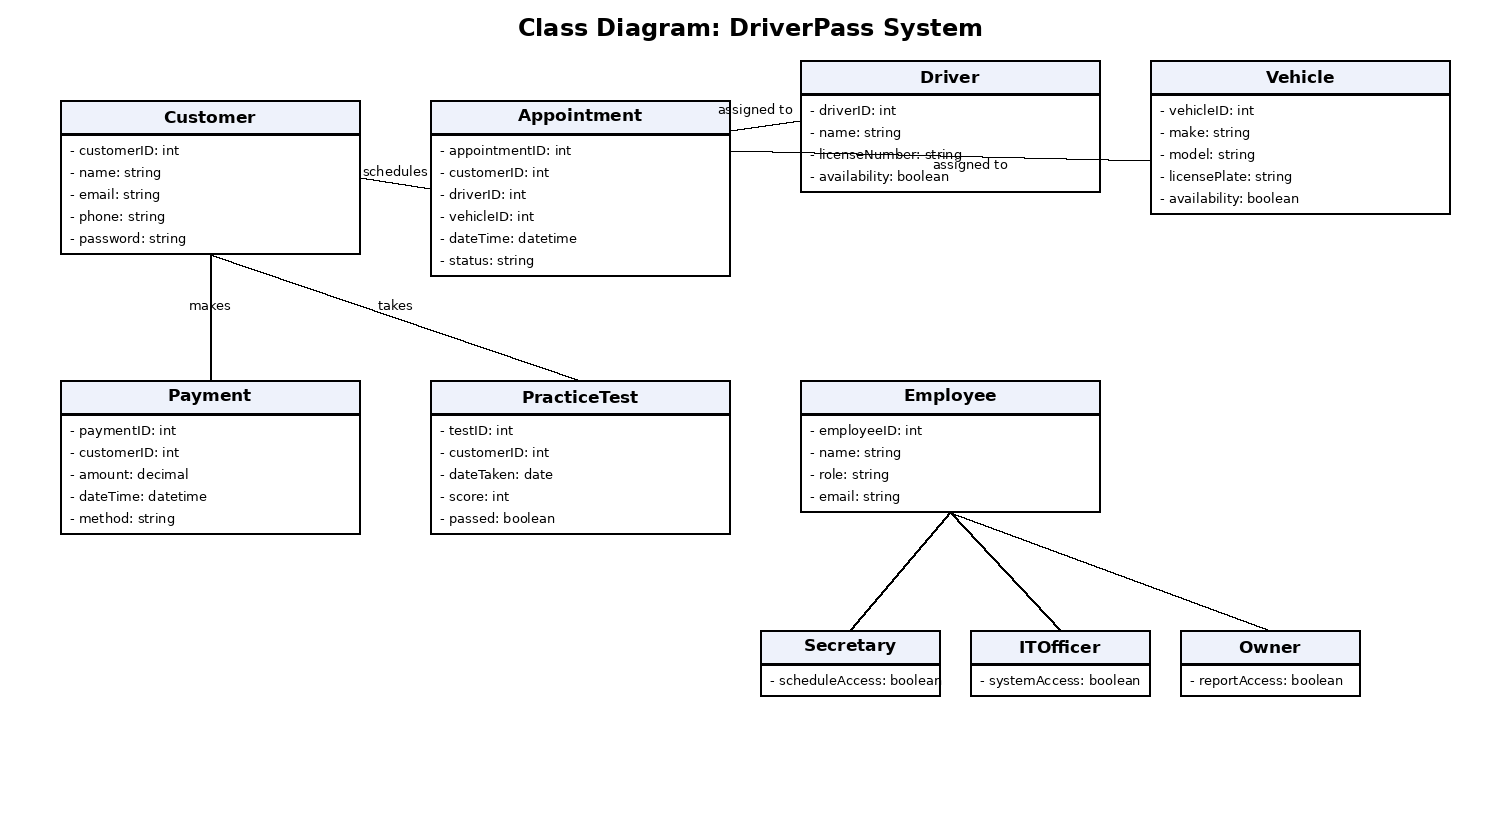 Class Diagram: DriverPass System
Customer
- customerID: int
- name: string
- email: string
- phone: string
- password: string
schedules
Appointment
- appointmentID: int
- customerID: int
- driverID: int
- vehicleID: int
- dateTime: datetime
- status: string
assigned to
Driver
- driverID: int
- name: string
- licenseNumber: string
- availability: boolean
assigned to
Vehicle
- vehicleID: int
- make: string
- model: string
- licensePlate: string
- availability: boolean
makes
takes
Payment
- paymentID: int
- customerID: int
- amount: decimal
- dateTime: datetime
- method: string
PracticeTest
- testID: int
- customerID: int
- dateTaken: date
- score: int
- passed: boolean
Employee
- employeeID: int
- name: string
- role: string
- email: string
Secretary
- scheduleAccess: boolean
ITOfficer
- systemAccess: boolean
Owner
- reportAccess: boolean